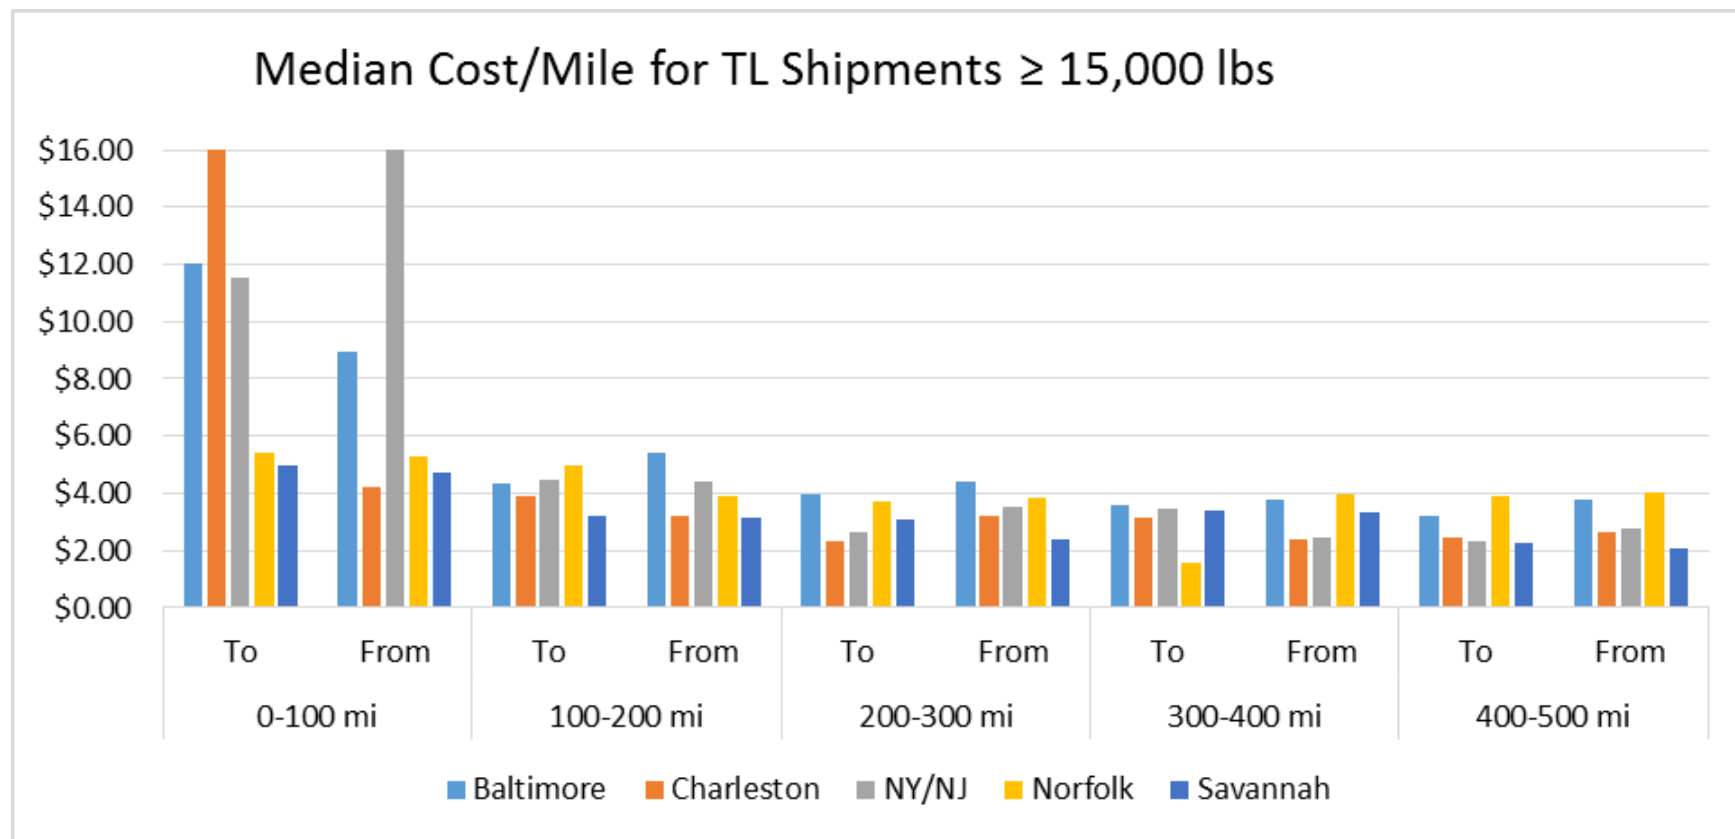 Median Cost/Mile for TL Shipments ≥ 15,000 lbs
$16.00
$14.00
$12.00
$10.00
$8.00
$6.00
$4.00
$2.00
$0.00
To From To From To From To From To From
0-100 mi 100-200 mi 200-300 mi 300-400 mi 400-500 mi
Baltimore Charleston NY/NJ Norfolk Savannah